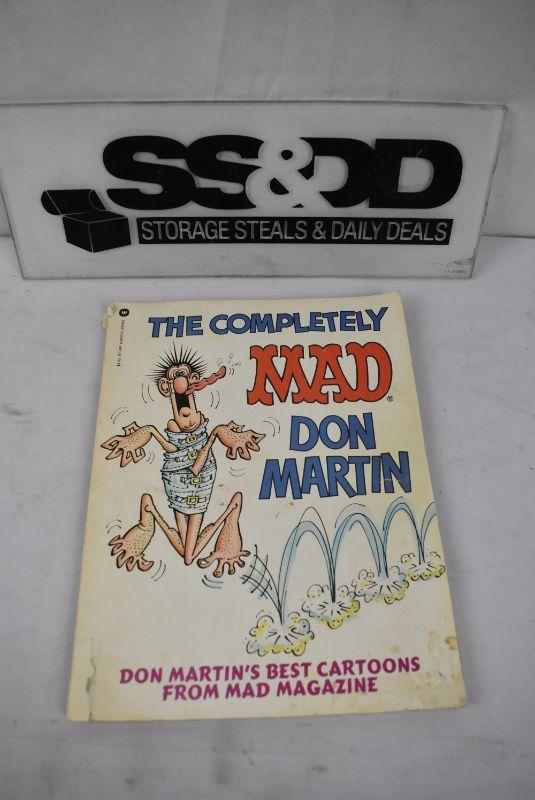 SS&DD
STORAGE STEALS & DAILY DEALS
THE COMPLETELY
MAD®
DON
MARTIN
DON MARTIN'S BEST CARTOONS
FROM MAD MAGAZINE